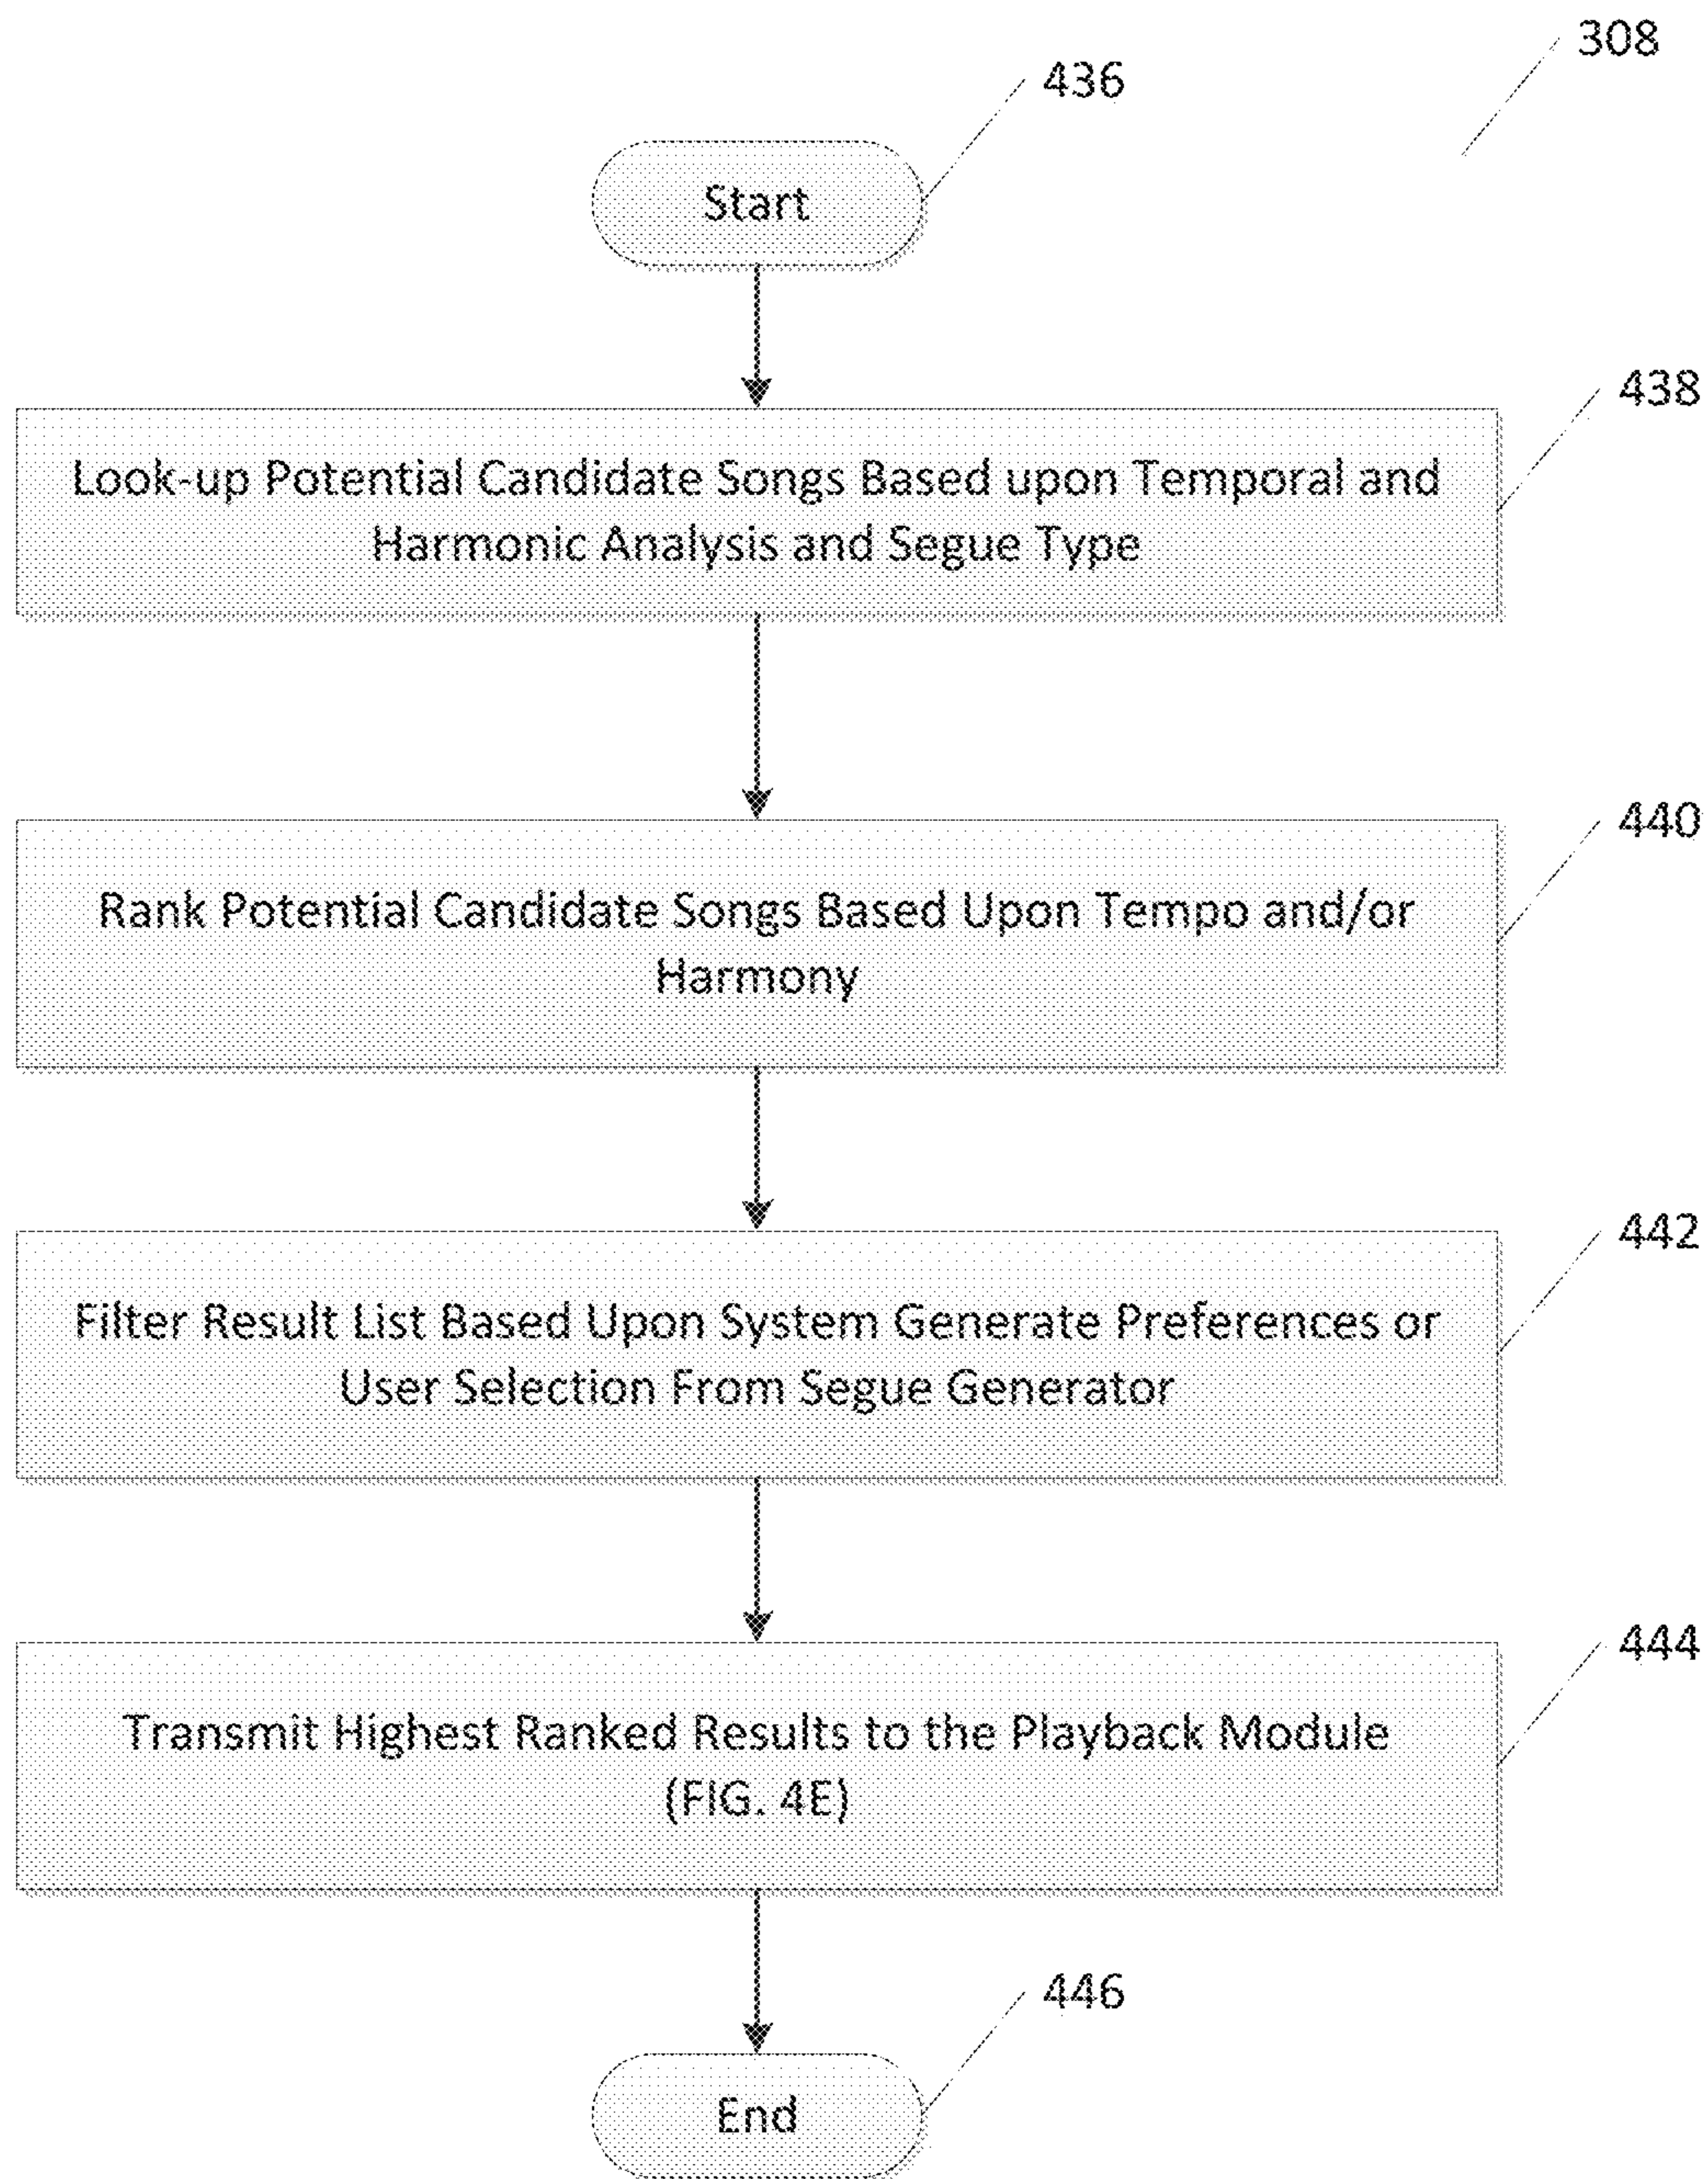 308
436
Start
438
Look-up Potential Candidate Songs Based upon Temporal and
Harmonic Analysis and Segue Type
440
Rank Potential Candidate Songs Based Upon Tempo and/or
Harmony
442
Filter Result List Based Upon System Generate Preferences or
User Selection From Segue Generator
444
Transmit Highest Ranked Results to the Playback Module
(FIG. 4E)
446
End